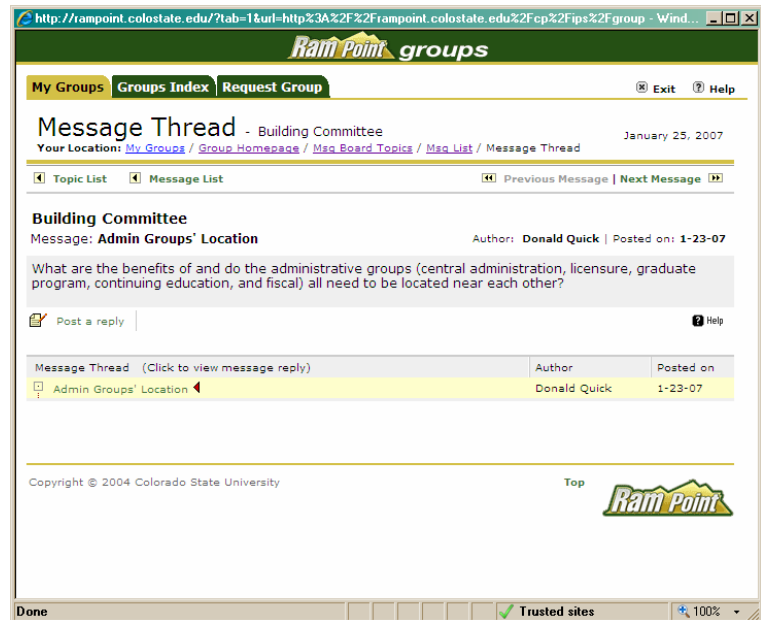 http://rampoint.colostate.edu/?tab=1&url=http%3A%2F%2Frampoint.colostate.edu%2Fcp%2Fips%2Fgroup - Wind...
Ram Point groups
My Groups Groups Index Request Group Exit Help
Message Thread - Building Committee January 25, 2007
Your Location: My Groups / Group Homepage / Msg Board Topics / Msg List / Message Thread
Topic List Message List Previous Message | Next Message
Building Committee
Message: Admin Groups' Location Author: Donald Quick | Posted on: 1-23-07
What are the benefits of and do the administrative groups (central administration, licensure, graduate
program, continuing education, and fiscal) all need to be located near each other?
Post a reply Help
Message Thread (Click to view message reply) Author Posted on
Admin Groups' Location Donald Quick 1-23-07
Copyright © 2004 Colorado State University Top Ram Point
Done Trusted sites 100%